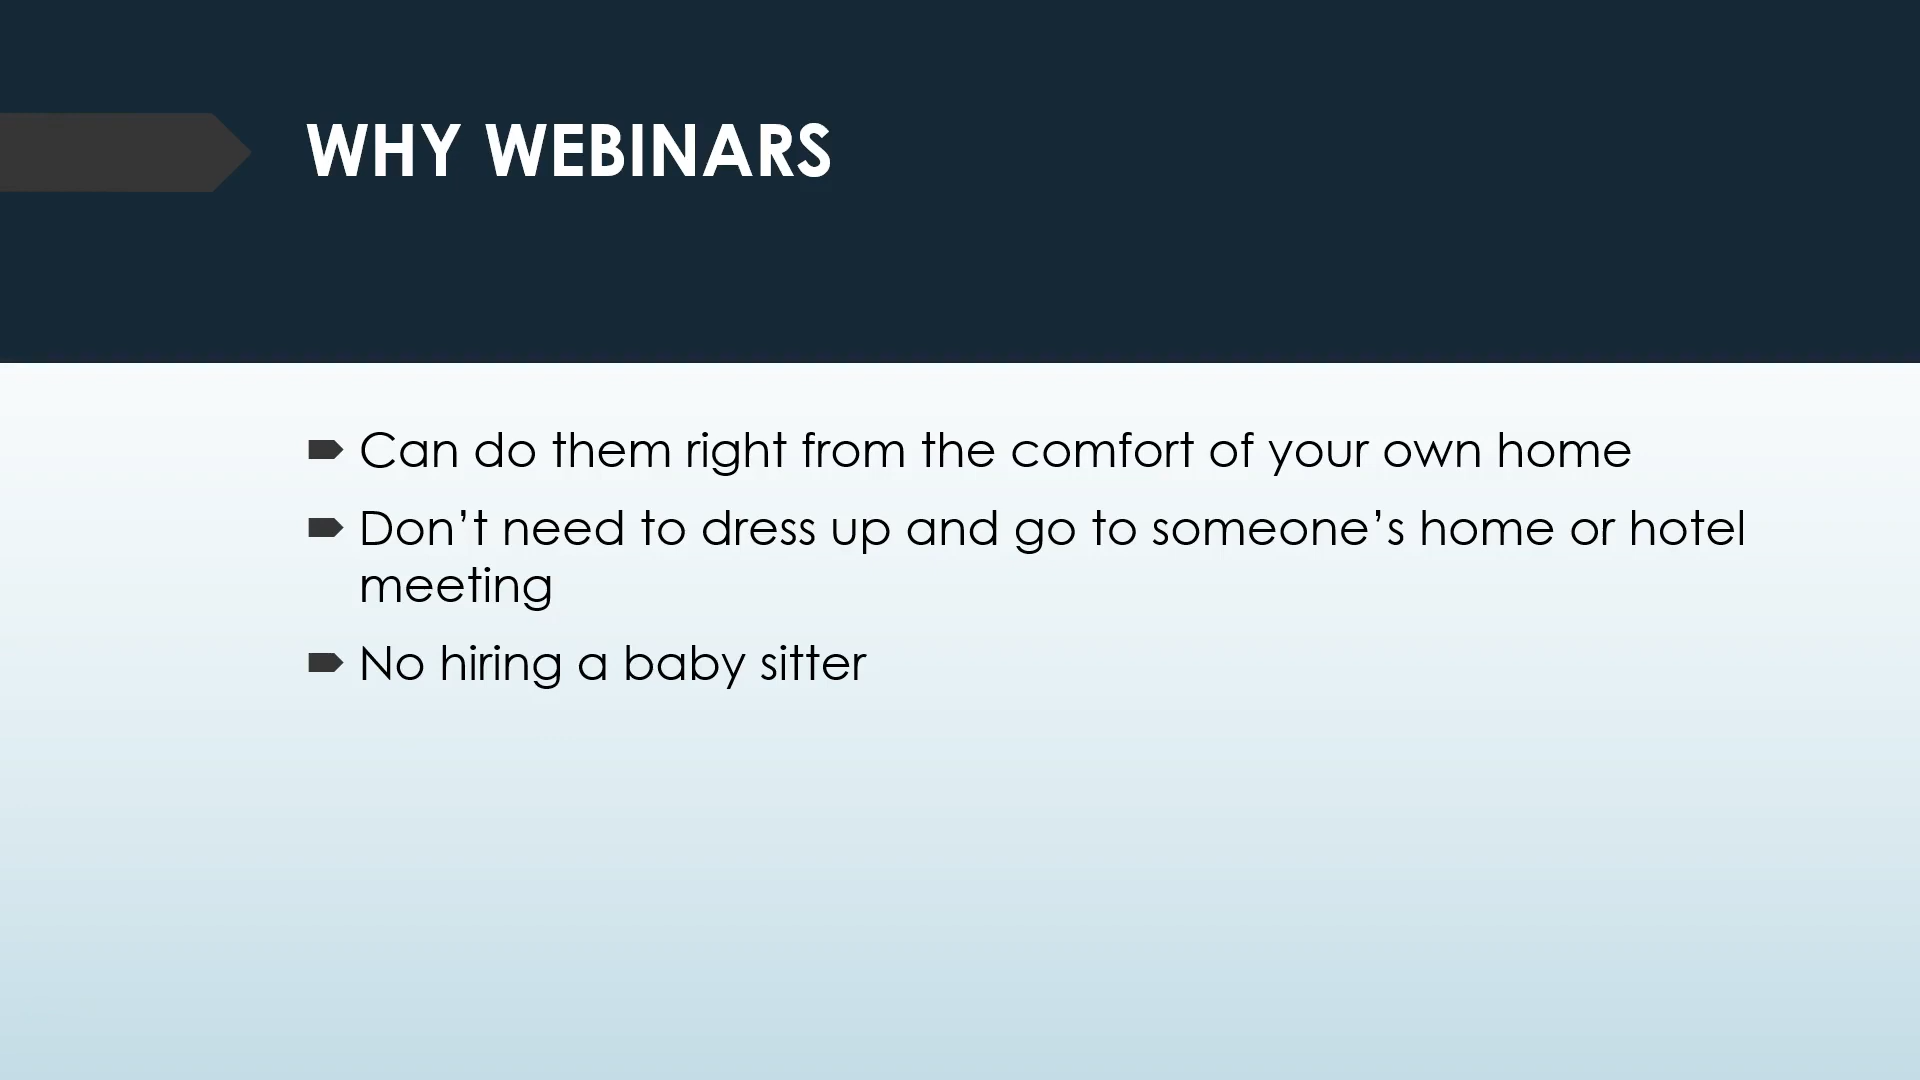 WHY WEBINARS
Can do them right from the comfort of your own home
Don’t need to dress up and go to someone’s home or hotel
meeting
No hiring a baby sitter